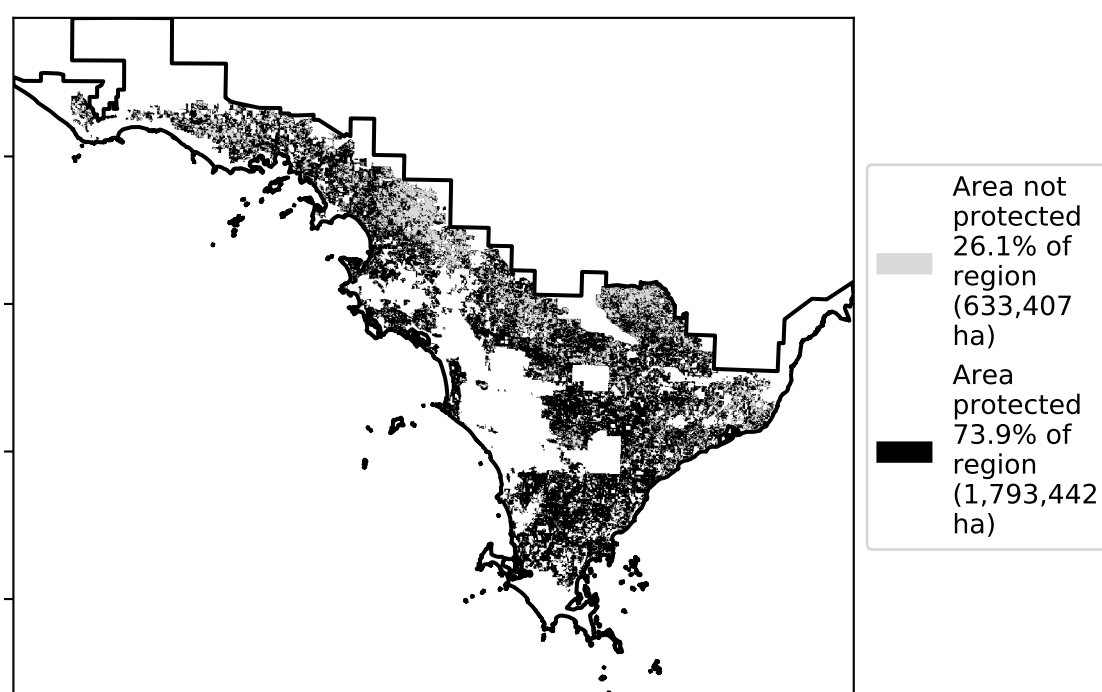 Area not
protected
26.1% of
region
(633,407
ha)
Area
protected
73.9% of
region
(1,793,442
ha)